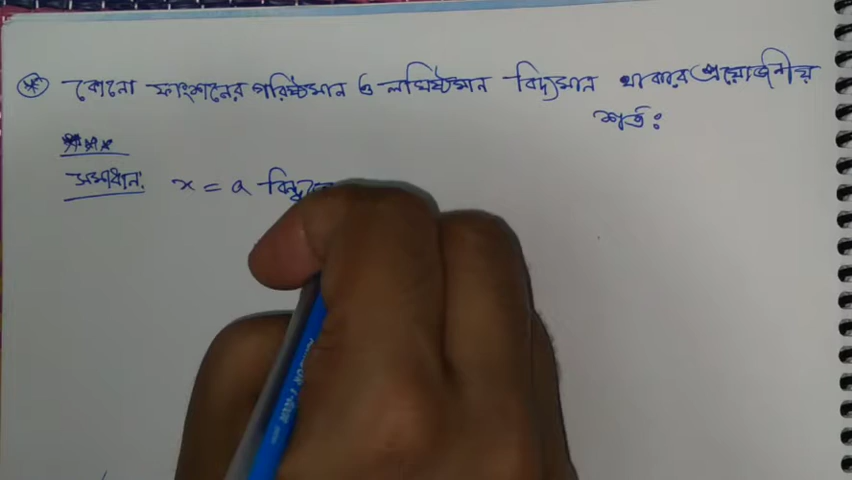 কোনো ফাংশনের গরিষ্ঠমান ও লঘিষ্ঠমান বিদ্যমান থাকার প্রয়োজনীয়
শর্ত :
সমাধান: x = a বিন্দুতে